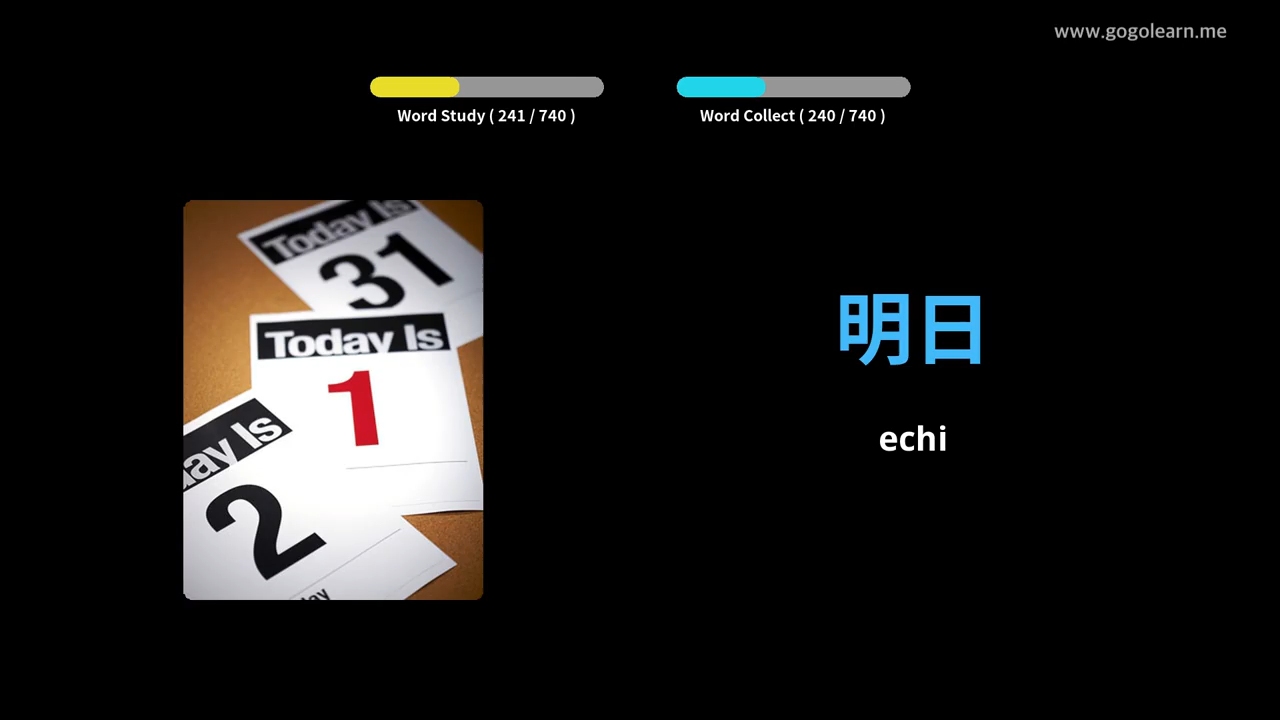 www.gogolearn.me
Word Study ( 241 / 740 )
Word Collect ( 240 / 740 )
Today Is
31
Today Is
1
ay Is
2
明日
echi